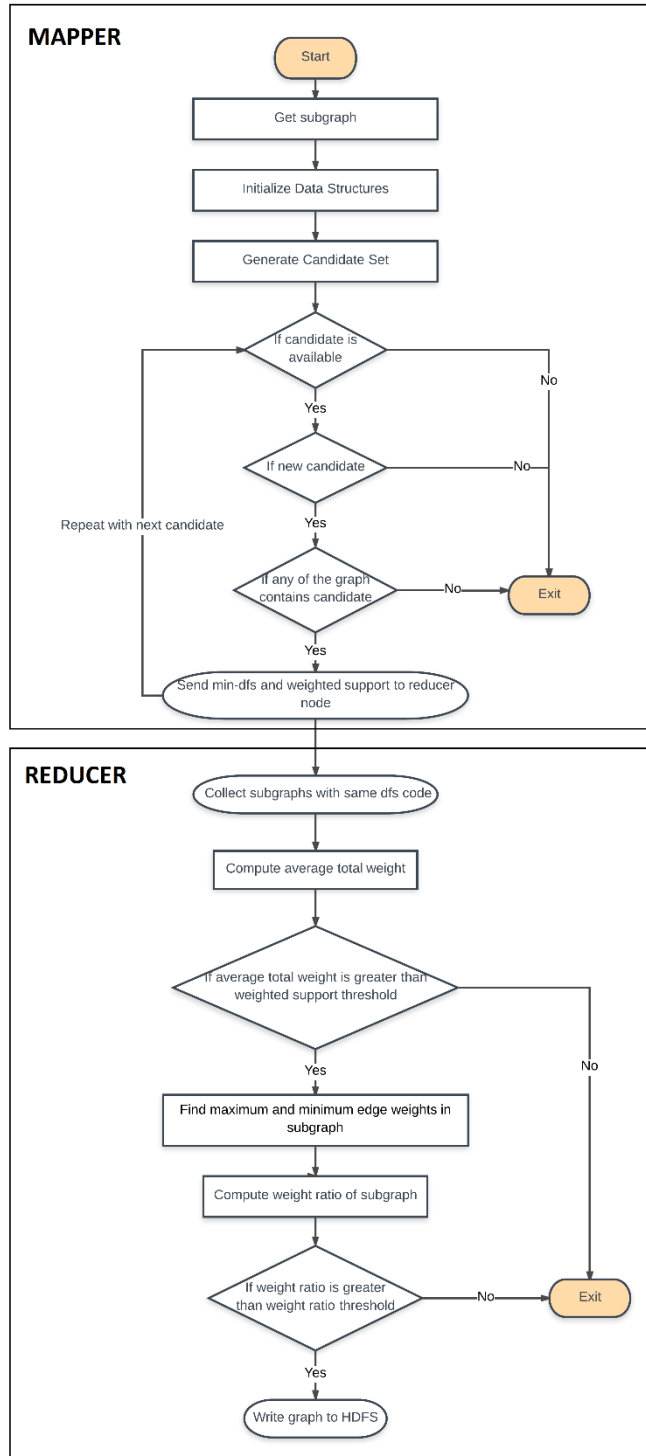 MAPPER
Start
Get subgraph
Initialize Data Structures
Generate Candidate Set
If candidate is
available
No
Yes
If new candidate
No
Repeat with next candidate
Yes
If any of the graph
contains candidate
No
Exit
Yes
Send min-dfs and weighted support to reducer
node
REDUCER
Collect subgraphs with same dfs code
Compute average total weight
If average total weight is greater than
weighted support threshold
No
Yes
Find maximum and minimum edge weights in
subgraph
Compute weight ratio of subgraph
If weight ratio is greater
than weight ratio threshold
No
Exit
Yes
Write graph to HDFS